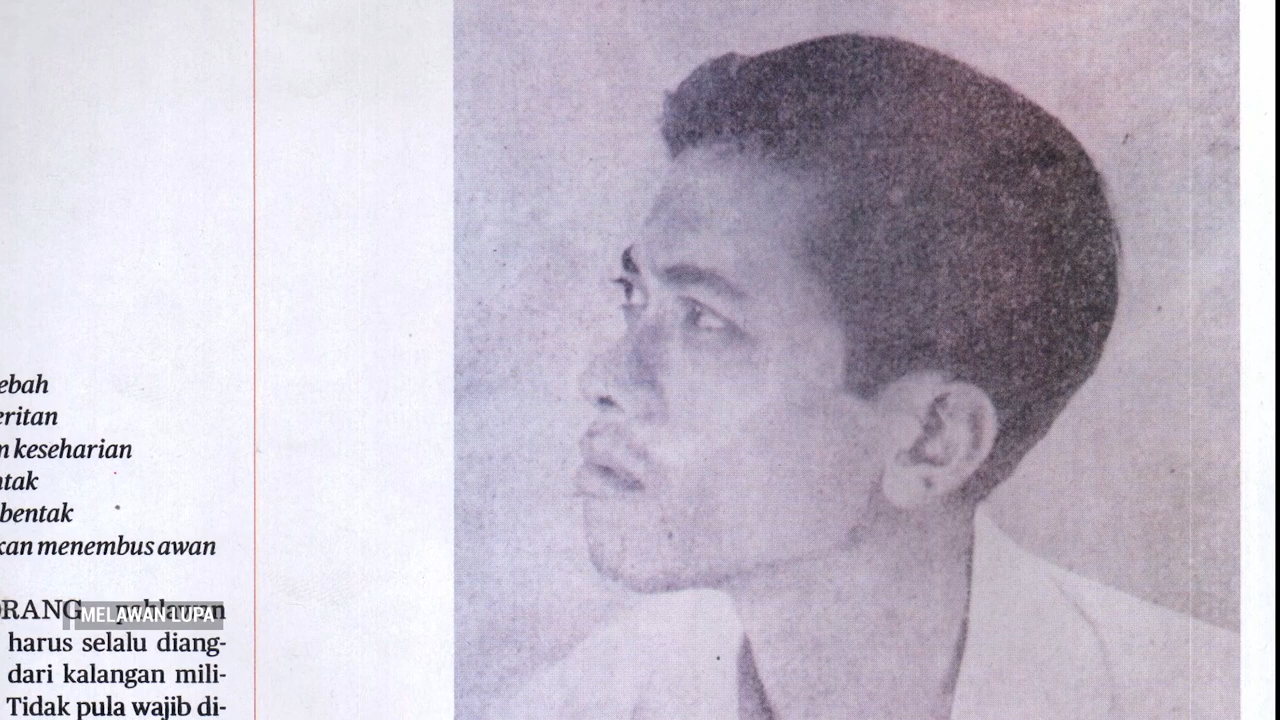 ebah
eritan
n keseharian
ntak
bentak
kan menembus awan
ORANG
MELAWAN LUPA
harus selalu diang-
dari kalangan mili-
Tidak pula wajib di-